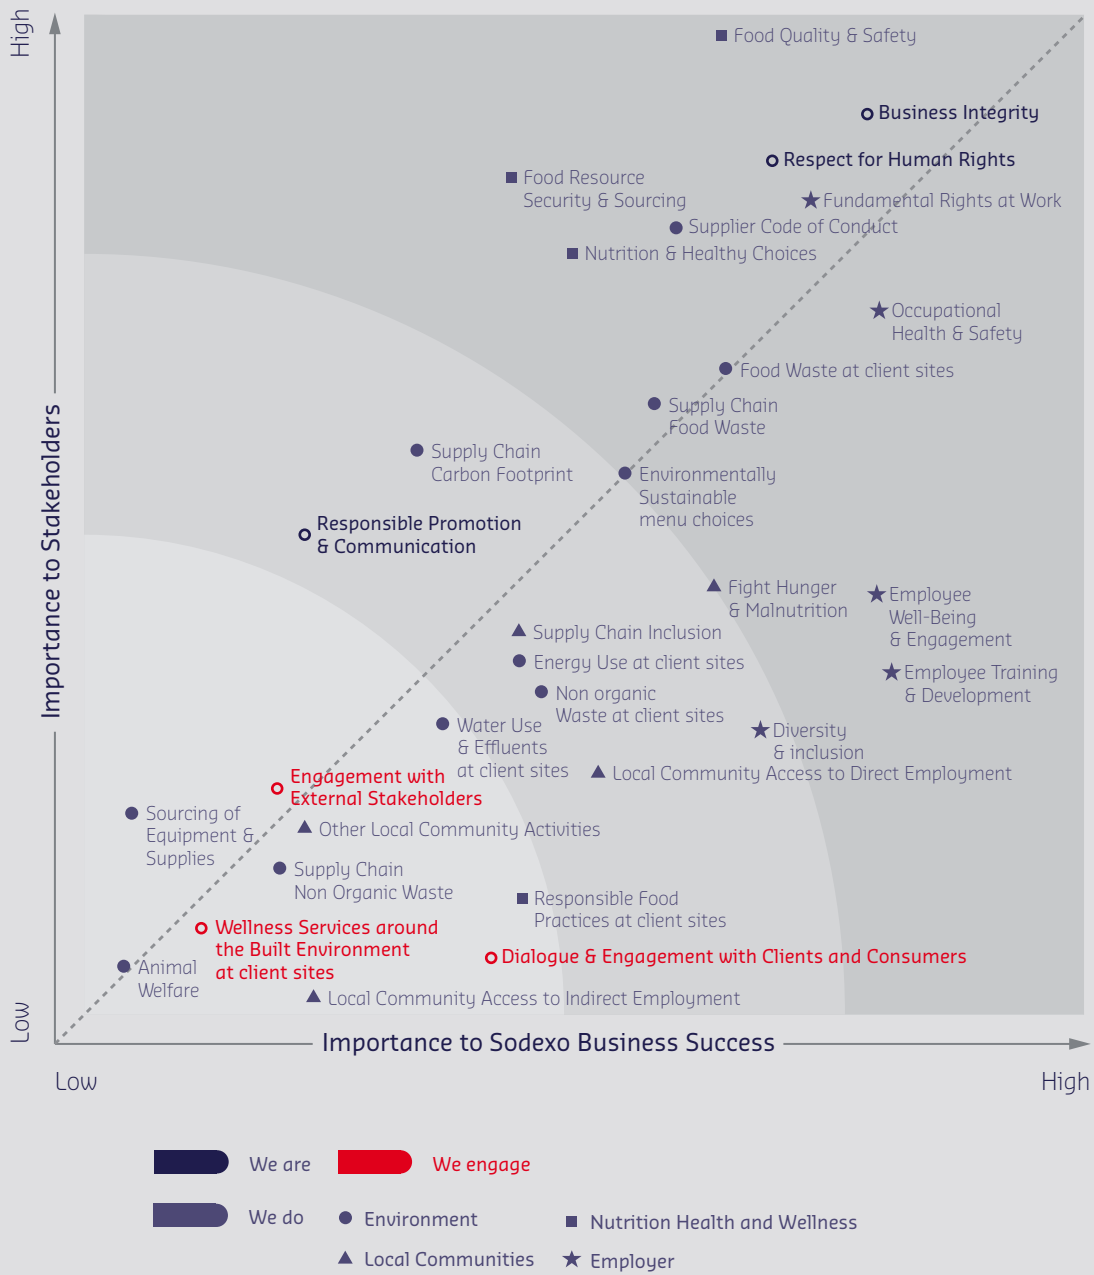 High
Food Quality & Safety
Business Integrity
Respect for Human Rights
Food Resource
Security & Sourcing
Fundamental Rights at Work
Supplier Code of Conduct
Nutrition & Healthy Choices
Occupational
Health & Safety
Food Waste at client sites
Supply Chain
Food Waste
Supply Chain
Carbon Footprint
Environmentally
Sustainable
menu choices
Responsible Promotion
& Communication
Importance to Stakeholders
Fight Hunger
& Malnutrition
Employee
Well-Being
& Engagement
Supply Chain Inclusion
Energy Use at client sites
Employee Training
& Development
Non organic
Waste at client sites
Water Use
& Effluents
at client sites
Diversity
& inclusion
Local Community Access to Direct Employment
Engagement with
External Stakeholders
Sourcing of
Equipment &
Supplies
Other Local Community Activities
Supply Chain
Non Organic Waste
Responsible Food
Practices at client sites
Wellness Services around
the Built Environment
at client sites
Dialogue & Engagement with Clients and Consumers
Animal
Welfare
Local Community Access to Indirect Employment
Low
Importance to Sodexo Business Success
Low
High
We are
We engage
We do
Environment
Nutrition Health and Wellness
Local Communities
Employer